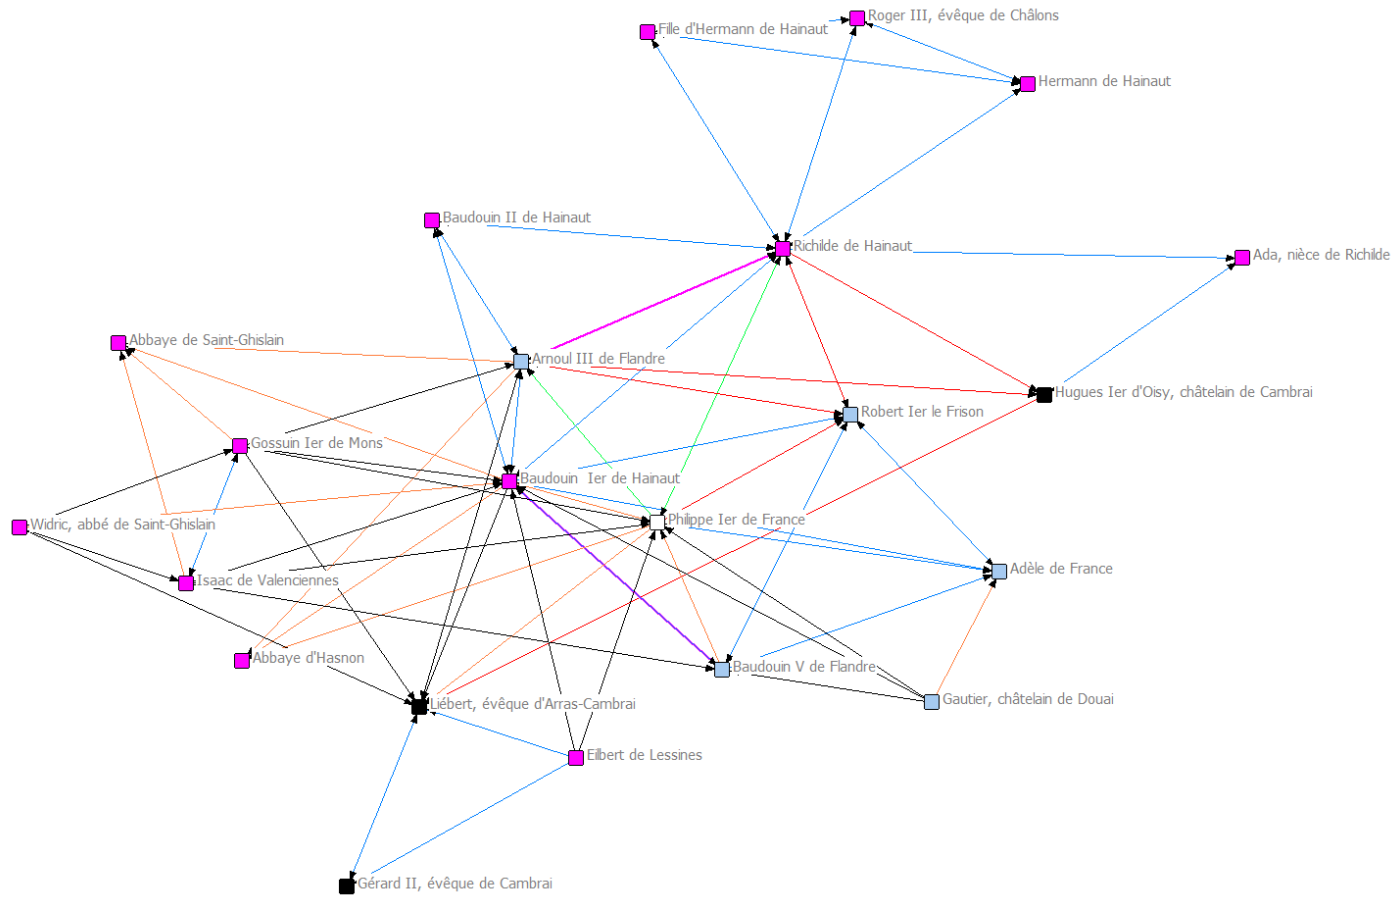 Roger III, évêque de Châlons
Fille d'Hermann de Hainaut
Hermann de Hainaut
Baudouin II de Hainaut
Richilde de Hainaut
Ada, nièce de Richilde
Abbaye de Saint-Ghislain
Arnoul III de Flandre
Hugues Ier d'Oisy, châtelain de Cambrai
Robert Ier le Frison
Gossuin Ier de Mons
Baudouin  Ier de Hainaut
Philippe Ier de France
Widric, abbé de Saint-Ghislain
Adèle de France
Isaac de Valenciennes
Abbaye d'Hasnon
Baudouin V de Flandre
Gautier, châtelain de Douai
Liébert, évêque d'Arras-Cambrai
Eilbert de Lessines
Gérard II, évêque de Cambrai